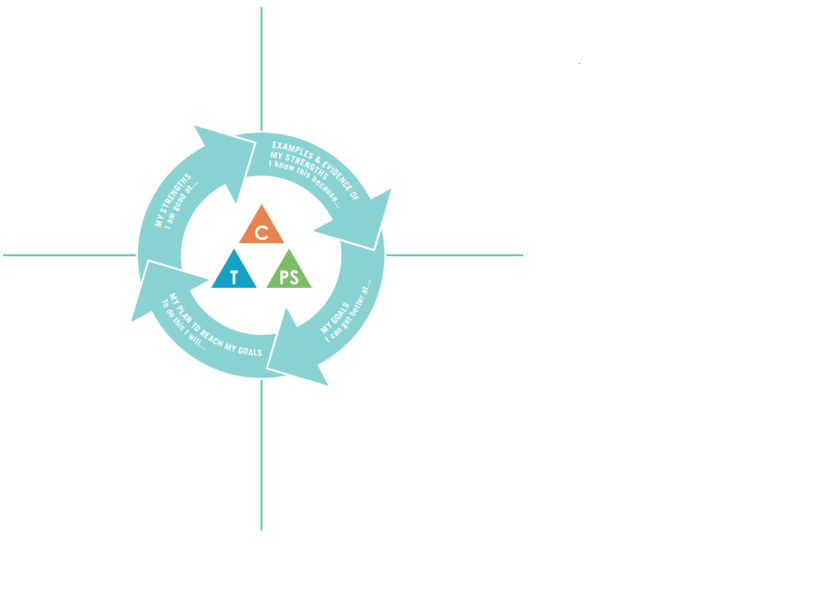 EXAMPLES & EVIDENCE OF
MY STRENGTHS
I know this because...
MY STRENGTHS
I am good at...
C
T
PS
MY GOALS
I can get better at...
MY PLAN TO REACH MY GOALS
To do this I will...